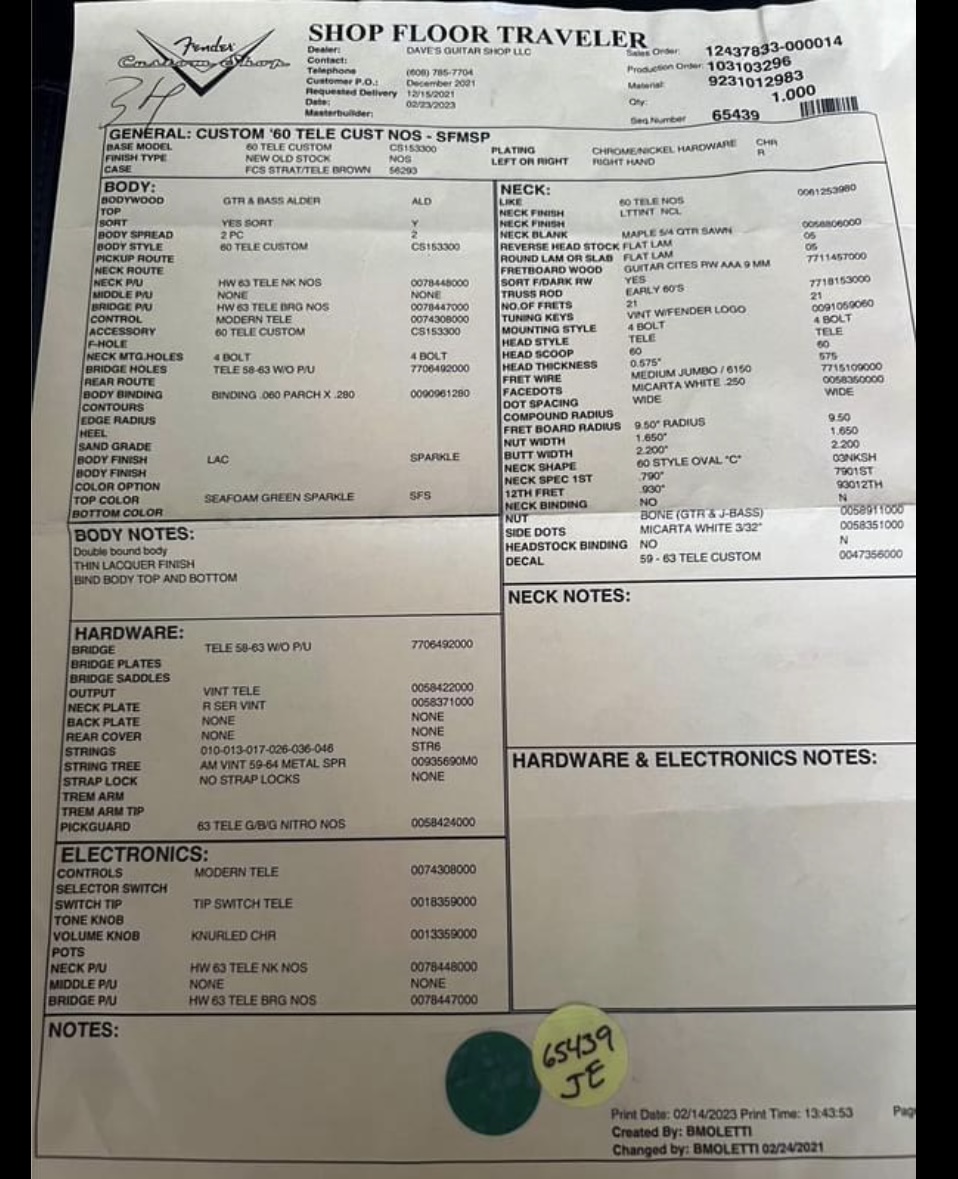 Fender
Custom Shop
34
SHOP FLOOR TRAVELER
Dealer: DAVE'S GUITAR SHOP LLC
Contact:
Telephone (608) 785-7704
Customer P.O.: December 2021
Requested Delivery 12/15/2021
Date: 02/23/2023
Masterbuilder:
Sales Order: 12437833-000014
Production Order: 103103296
Material: 9231012983
Qty: 1.000
Seq.Number 65439
GENERAL: CUSTOM '60 TELE CUST NOS - SFMSP
BASE MODEL 60 TELE CUSTOM CS153300
FINISH TYPE NEW OLD STOCK NOS
CASE FCS STRAT/TELE BROWN 56293
PLATING CHROME/NICKEL HARDWARE CHR
LEFT OR RIGHT RIGHT HAND R
BODY:
BODYWOOD GTR & BASS ALDER ALD
TOP
SORT YES SORT Y
BODY SPREAD 2 PC 2
BODY STYLE 60 TELE CUSTOM CS153300
PICKUP ROUTE
NECK ROUTE
NECK P/U HW 63 TELE NK NOS 0078448000
MIDDLE P/U NONE NONE
BRIDGE P/U HW 63 TELE BRG NOS 0078447000
CONTROL MODERN TELE 0074308000
ACCESSORY 60 TELE CUSTOM CS153300
F-HOLE
NECK MTG.HOLES 4 BOLT 4 BOLT
BRIDGE HOLES TELE 58-63 W/O P/U 7706492000
REAR ROUTE
BODY BINDING BINDING .060 PARCH X .280 0090961280
CONTOURS
EDGE RADIUS
HEEL
SAND GRADE
BODY FINISH LAC SPARKLE
BODY FINISH
COLOR OPTION
TOP COLOR SEAFOAM GREEN SPARKLE SFS
BOTTOM COLOR
BODY NOTES:
Double bound body
THIN LACQUER FINISH
BIND BODY TOP AND BOTTOM
HARDWARE:
BRIDGE TELE 58-63 W/O P/U 7706492000
BRIDGE PLATES
BRIDGE SADDLES
OUTPUT VINT TELE 0058422000
NECK PLATE R SER VINT 0058371000
BACK PLATE NONE NONE
REAR COVER NONE NONE
STRINGS 010-013-017-026-036-046 STR6
STRING TREE AM VINT 59-64 METAL SPR 00935690M0
STRAP LOCK NO STRAP LOCKS NONE
TREM ARM
TREM ARM TIP
PICKGUARD 63 TELE G/B/G NITRO NOS 0058424000
ELECTRONICS:
CONTROLS MODERN TELE 0074308000
SELECTOR SWITCH
SWITCH TIP TIP SWITCH TELE 0018359000
TONE KNOB
VOLUME KNOB KNURLED CHR 0013359000
POTS
NECK P/U HW 63 TELE NK NOS 0078448000
MIDDLE P/U NONE NONE
BRIDGE P/U HW 63 TELE BRG NOS 0078447000
NECK: 0061253980
LIKE 60 TELE NOS
NECK FINISH LTTINT NCL
NECK FINISH 0058806000
NECK BLANK MAPLE 5/4 QTR SAWN 05
REVERSE HEAD STOCK FLAT LAM 05
ROUND LAM OR SLAB FLAT LAM 7711457000
FRETBOARD WOOD GUITAR CITES RW AAA 9 MM
SORT F/DARK RW YES 7718153000
TRUSS ROD EARLY 60'S
NO.OF FRETS 21 21
TUNING KEYS VINT W/FENDER LOGO 0091059060
MOUNTING STYLE 4 BOLT 4 BOLT
HEAD STYLE TELE TELE
HEAD SCOOP 60 60
HEAD THICKNESS 0.575" 575
FRET WIRE MEDIUM JUMBO / 6150 7715109000
FACEDOTS MICARTA WHITE .250 0058350000
DOT SPACING WIDE WIDE
COMPOUND RADIUS
FRET BOARD RADIUS 9.50" RADIUS 9.50
NUT WIDTH 1.650" 1.650
BUTT WIDTH 2.200" 2.200
NECK SHAPE 60 STYLE OVAL "C" 03NKSH
NECK SPEC 1ST .790" 7901ST
12TH FRET .930" 93012TH
NECK BINDING NO N
NUT BONE (GTR & J-BASS) 0058911000
SIDE DOTS MICARTA WHITE 3/32" 0058351000
HEADSTOCK BINDING NO N
DECAL 59 - 63 TELE CUSTOM 0047356000
NECK NOTES:
HARDWARE & ELECTRONICS NOTES:
NOTES:
65439
JE
Print Date: 02/14/2023 Print Time: 13:43:53 Pag
Created By: BMOLETTI
Changed by: BMOLETTI 02/24/2021